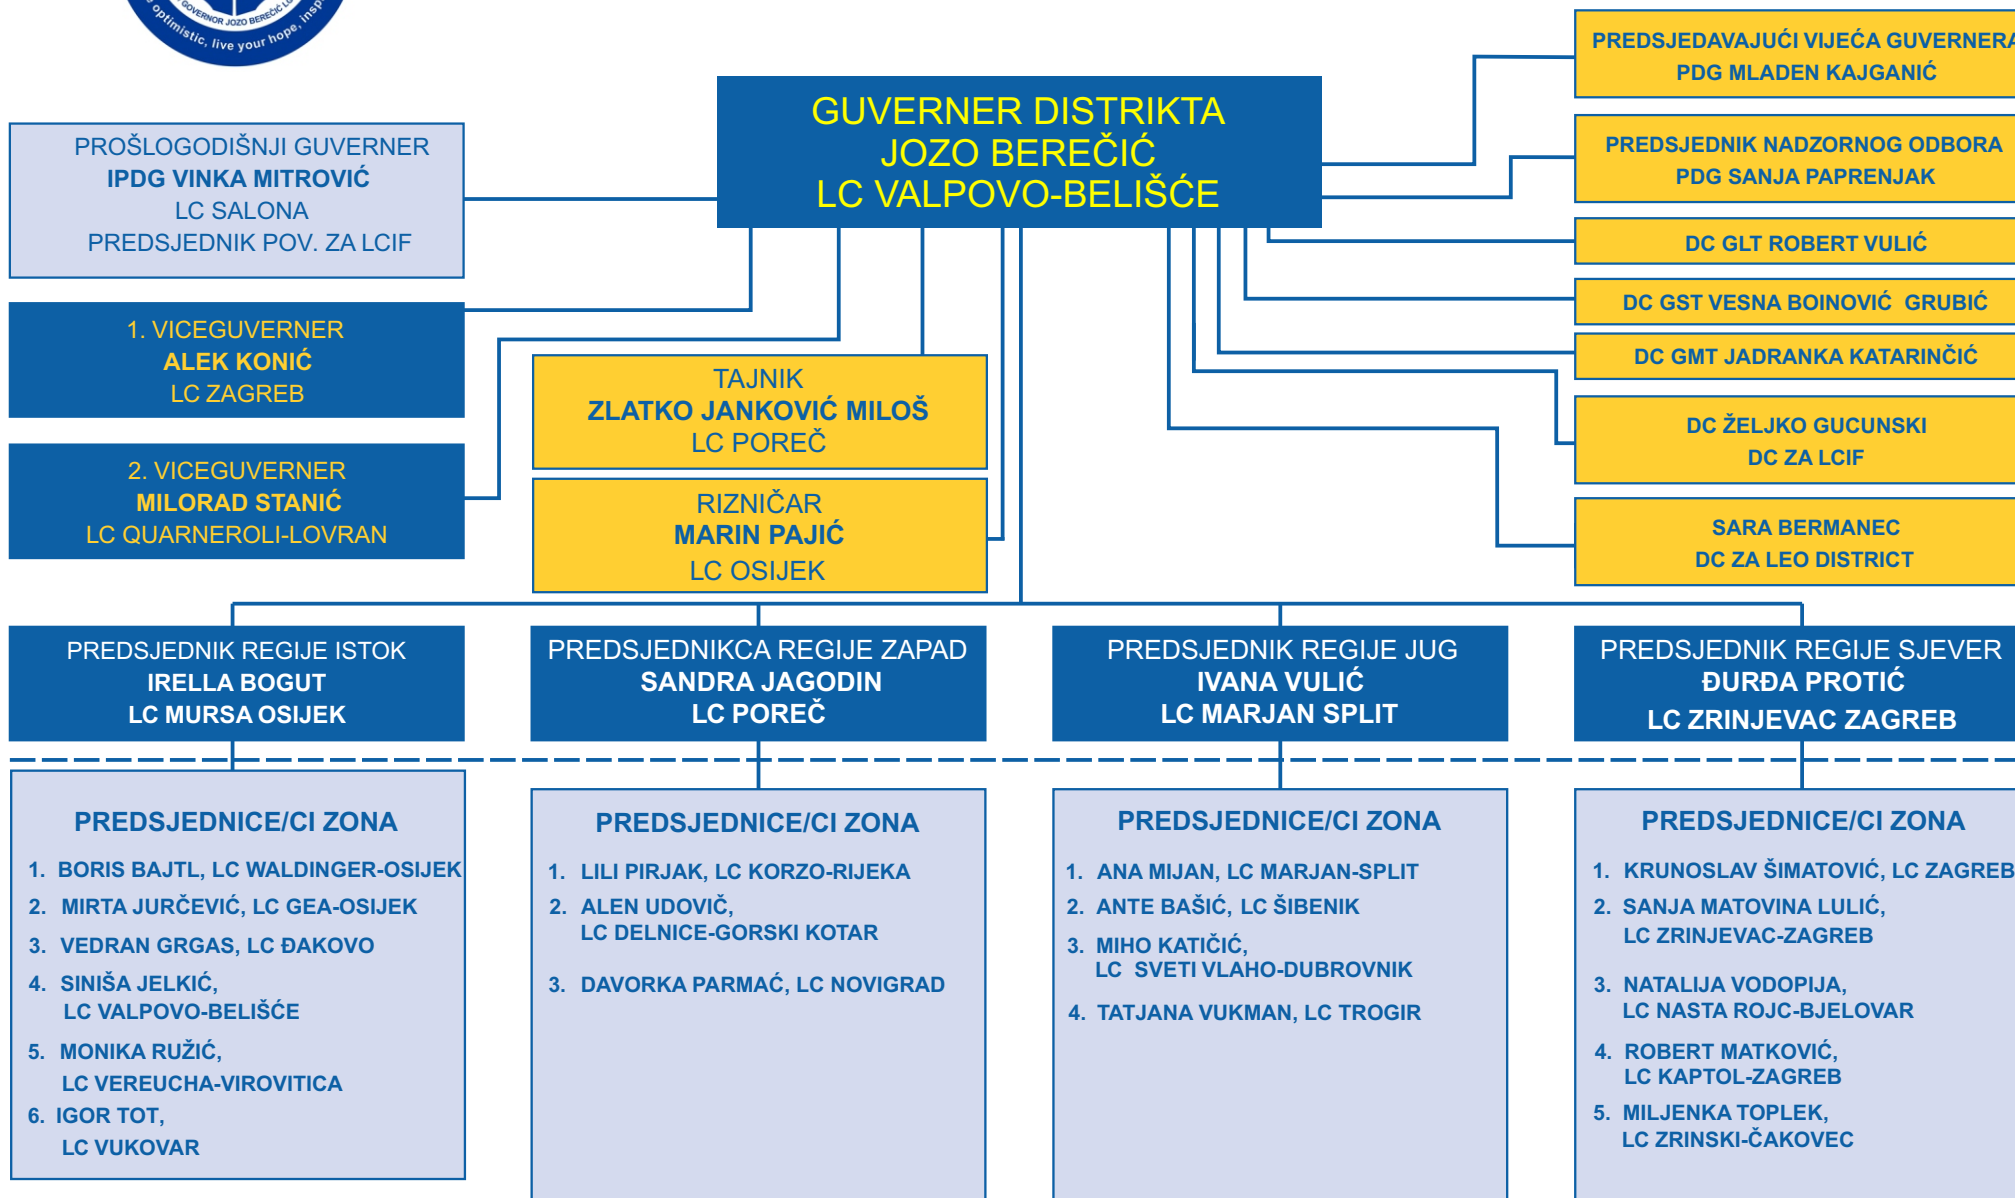 GOVERNOR JOZO BEREČIĆ
optimistic, live your hope,
PREDSJEDAVAJUĆI VIJEĆA GUVERNERA
PDG MLADEN KAJGANIĆ
GUVERNER DISTRIKTA
JOZO BEREČIĆ
LC VALPOVO-BELIŠĆE
PROŠLOGODIŠNJI GUVERNER
IPDG VINKA MITROVIĆ
LC SALONA
PREDSJEDNIK POV. ZA LCIF
PREDSJEDNIK NADZORNOG ODBORA
PDG SANJA PAPRENJAK
DC GLT ROBERT VULIĆ
DC GST VESNA BOINOVIĆ GRUBIĆ
DC GMT JADRANKA KATARINČIĆ
DC ŽELJKO GUCUNSKI
DC ZA LCIF
SARA BERMANEC
DC ZA LEO DISTRICT
1. VICEGUVERNER
ALEK KONIĆ
LC ZAGREB
2. VICEGUVERNER
MILORAD STANIĆ
LC QUARNEROLI-LOVRAN
TAJNIK
ZLATKO JANKOVIĆ MILOŠ
LC POREČ
RIZNIČAR
MARIN PAJIĆ
LC OSIJEK
PREDSJEDNIK REGIJE ISTOK
IRELLA BOGUT
LC MURSA OSIJEK
PREDSJEDNIKCA REGIJE ZAPAD
SANDRA JAGODIN
LC POREČ
PREDSJEDNIK REGIJE JUG
IVANA VULIĆ
LC MARJAN SPLIT
PREDSJEDNIK REGIJE SJEVER
ĐURĐA PROTIĆ
LC ZRINJEVAC ZAGREB
PREDSJEDNICE/CI ZONA
1. BORIS BAJTL, LC WALDINGER-OSIJEK
2. MIRTA JURČEVIĆ, LC GEA-OSIJEK
3. VEDRAN GRGAS, LC ĐAKOVO
4. SINIŠA JELKIĆ,
LC VALPOVO-BELIŠĆE
5. MONIKA RUŽIĆ,
LC VEREUCHA-VIROVITICA
6. IGOR TOT,
LC VUKOVAR
PREDSJEDNICE/CI ZONA
1. LILI PIRJAK, LC KORZO-RIJEKA
2. ALEN UDOVIČ,
LC DELNICE-GORSKI KOTAR
3. DAVORKA PARMAĆ, LC NOVIGRAD
PREDSJEDNICE/CI ZONA
1. ANA MIJAN, LC MARJAN-SPLIT
2. ANTE BAŠIĆ, LC ŠIBENIK
3. MIHO KATIČIĆ,
LC SVETI VLAHO-DUBROVNIK
4. TATJANA VUKMAN, LC TROGIR
PREDSJEDNICE/CI ZONA
1. KRUNOSLAV ŠIMATOVIĆ, LC ZAGREB
2. SANJA MATOVINA LULIĆ,
LC ZRINJEVAC-ZAGREB
3. NATALIJA VODOPIJA,
LC NASTA ROJC-BJELOVAR
4. ROBERT MATKOVIĆ,
LC KAPTOL-ZAGREB
5. MILJENKA TOPLEK,
LC ZRINSKI-ČAKOVEC